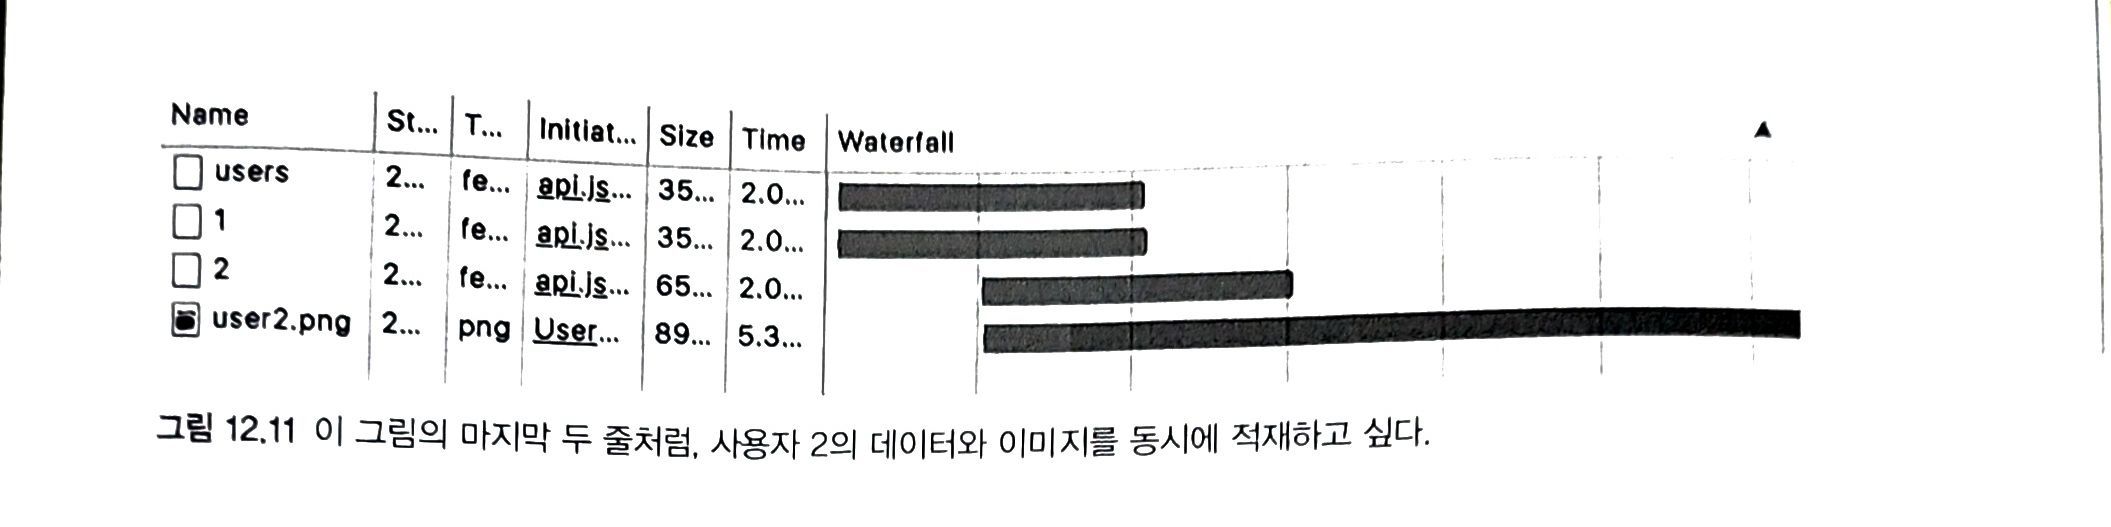 Name St... T... Initiat... Size Time Waterfall
users 2... fe... api.js... 35... 2.0...
1 2... fe... api.js... 35... 2.0...
2 2... fe... api.js... 65... 2.0...
user2.png 2... png User... 89... 5.3...
그림 12.11 이 그림의 마지막 두 줄처럼, 사용자 2의 데이터와 이미지를 동시에 적재하고 싶다.